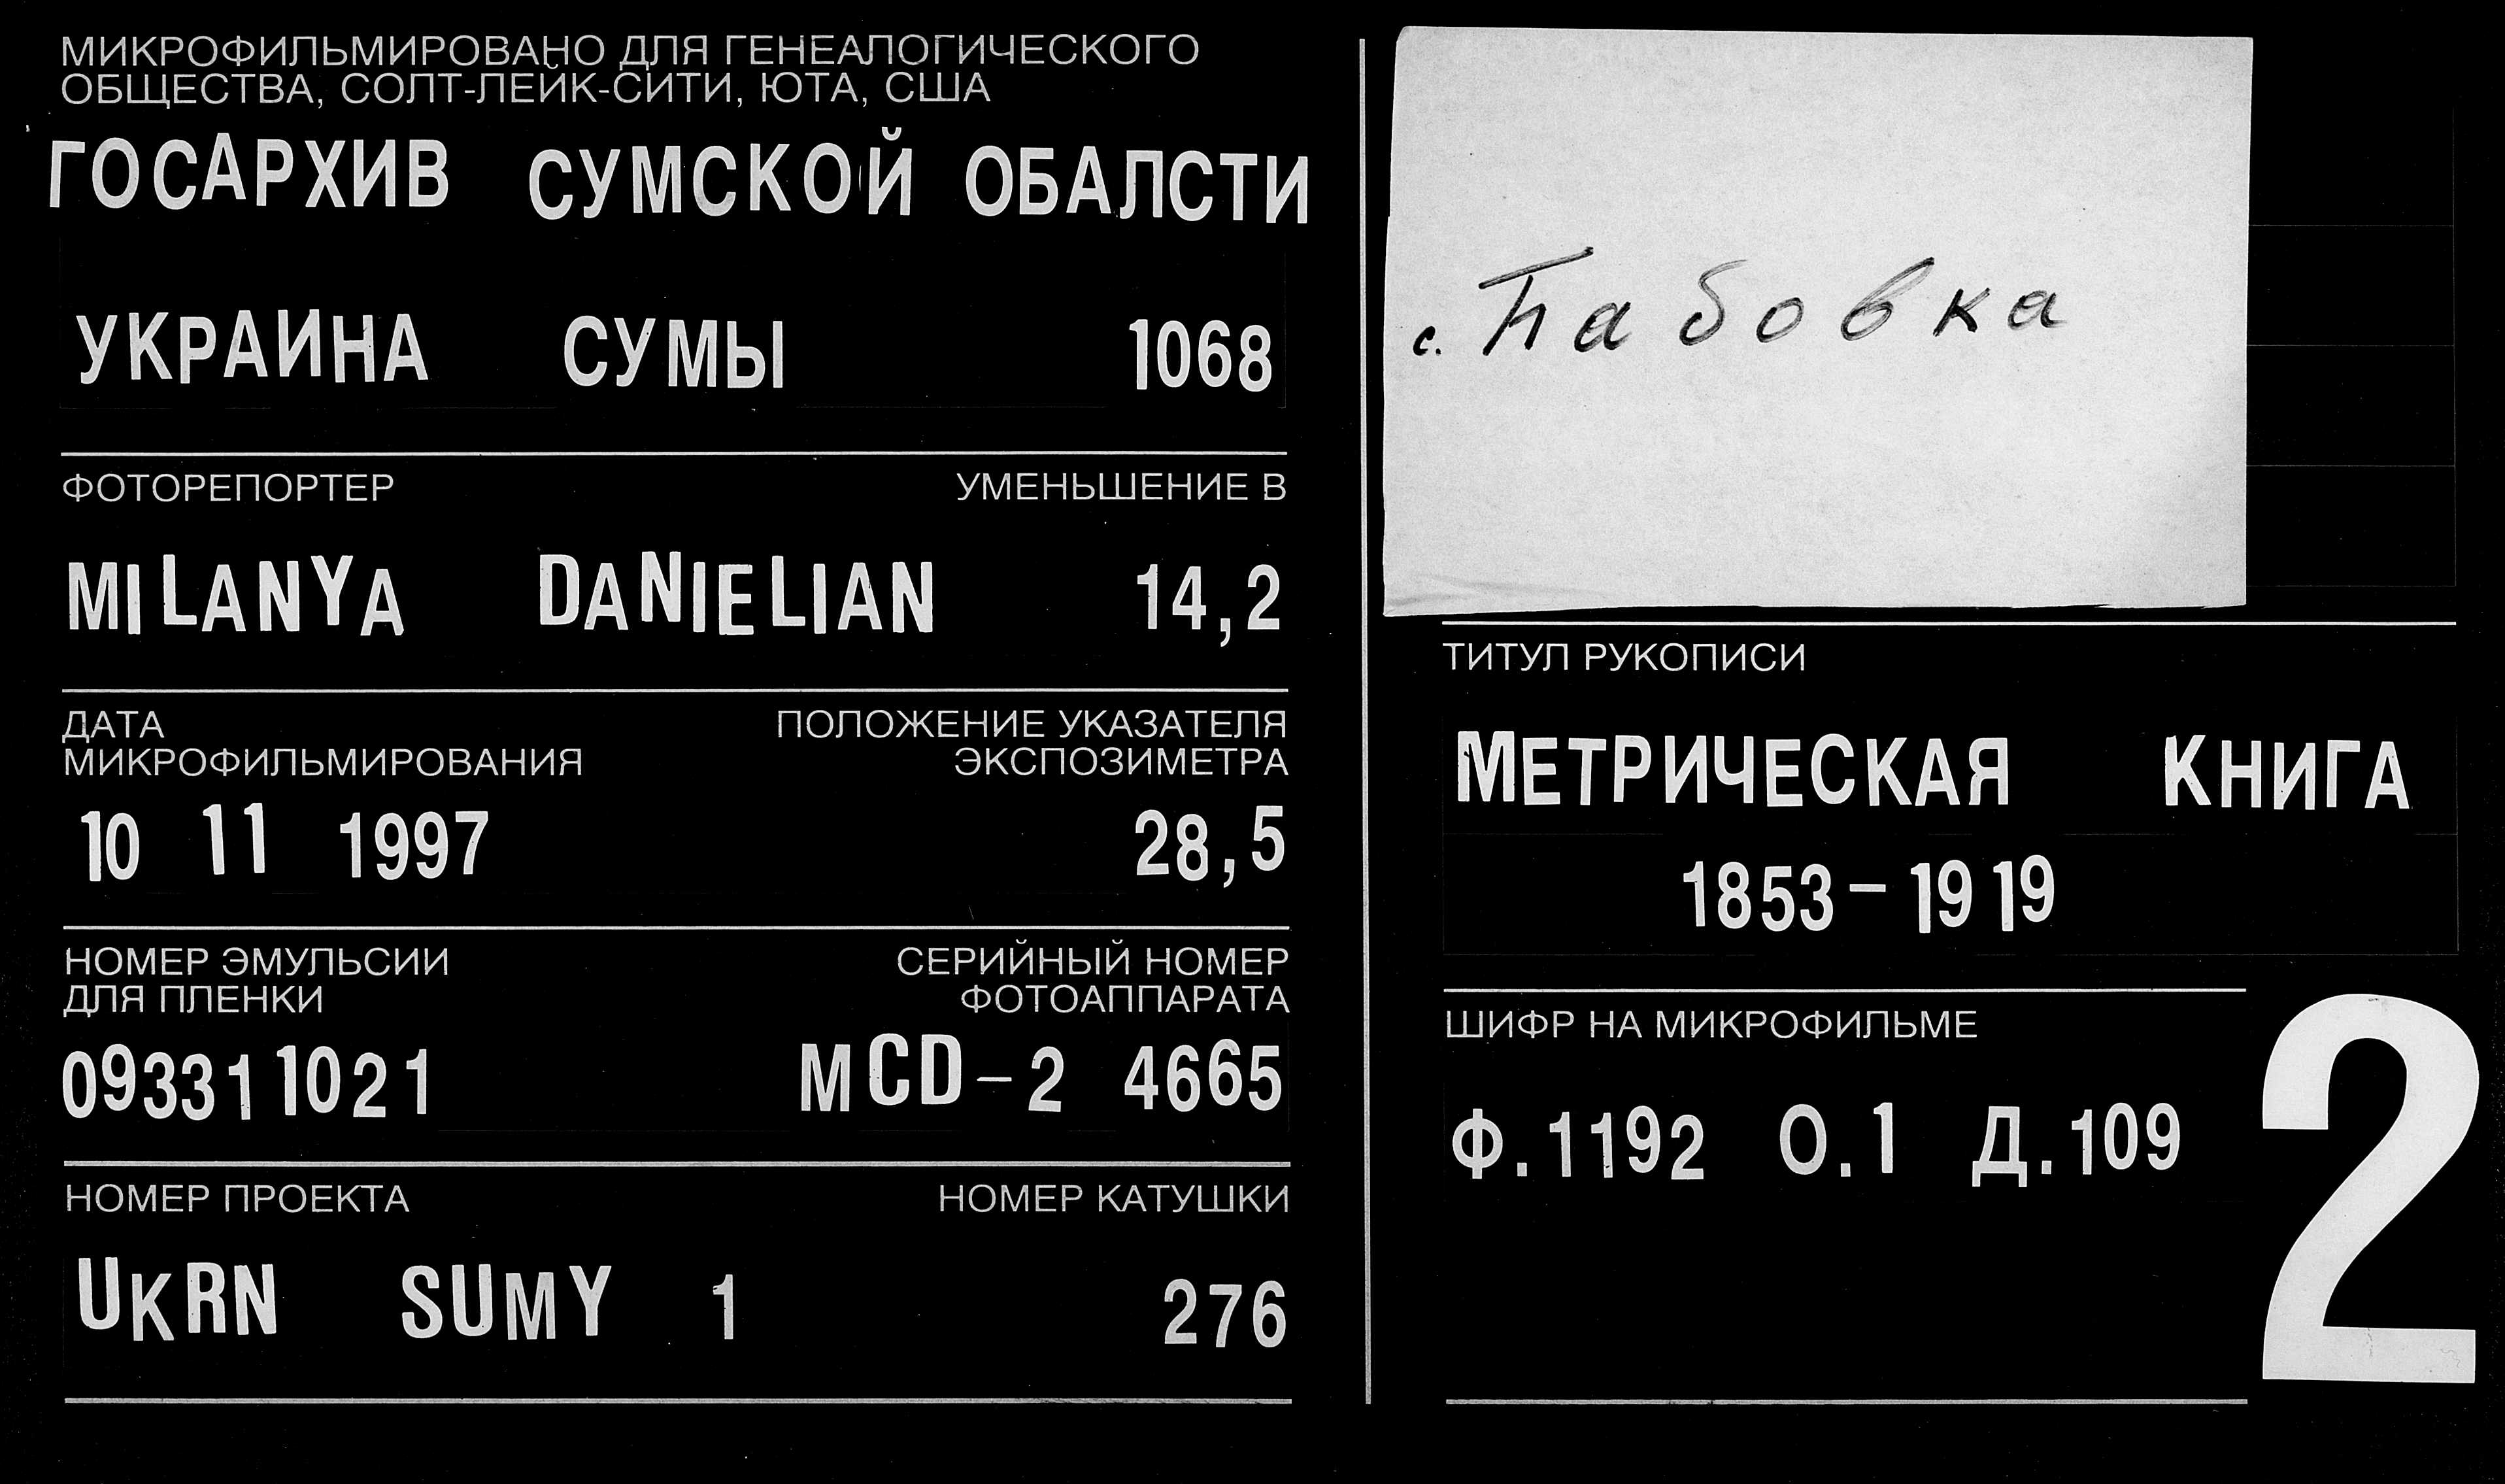 МИКРОФИЛЬМИРОВАНО ДЛЯ ГЕНЕАЛОГИЧЕСКОГО
ОБЩЕСТВА, СОЛТ-ЛЕЙК-СИТИ, ЮТА, США
ГОСАРХИВ СУМСКОЙ ОБАЛСТИ
УКРАИНА СУМЫ 1068
ФОТОРЕПОРТЕР УМЕНЬШЕНИЕ В
MILANYA DANIELIAN 14,2
ДАТА ПОЛОЖЕНИЕ УКАЗАТЕЛЯ
МИКРОФИЛЬМИРОВАНИЯ ЭКСПОЗИМЕТРА
10 11 1997 28,5
НОМЕР ЭМУЛЬСИИ СЕРИЙНЫЙ НОМЕР
ДЛЯ ПЛЕНКИ ФОТОАППАРАТА
093311021 MCD-2 4665
НОМЕР ПРОЕКТА НОМЕР КАТУШКИ
UKRN SUMY 1 276
с.
ТИТУЛ РУКОПИСИ
МЕТРИЧЕСКАЯ КНИГА
1853-1919
ШИФР НА МИКРОФИЛЬМЕ
Ф.1192 О.1 Д.109
2